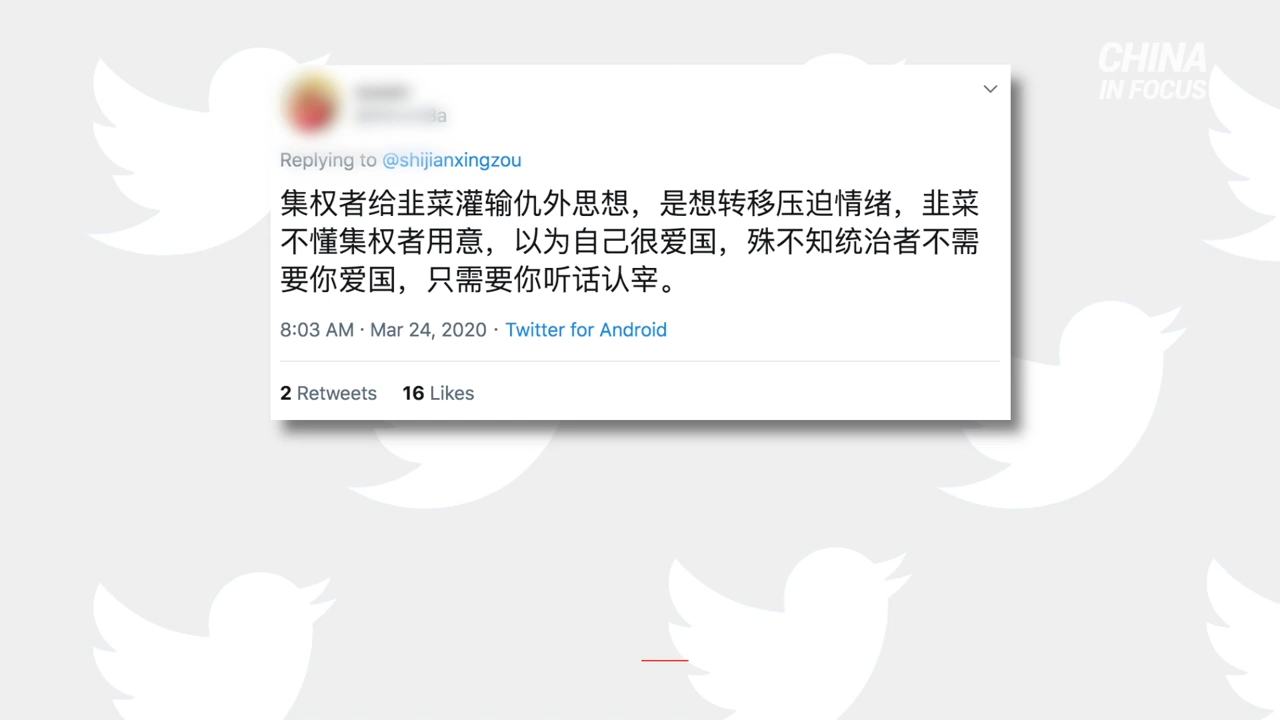 CHINA
IN FOCUS
Replying to @shijianxingzou
集权者给韭菜灌输仇外思想，是想转移压迫情绪，韭菜
不懂集权者用意，以为自己很爱国，殊不知统治者不需
要你爱国，只需要你听话认宰。
8:03 AM · Mar 24, 2020 · Twitter for Android
2 Retweets 16 Likes